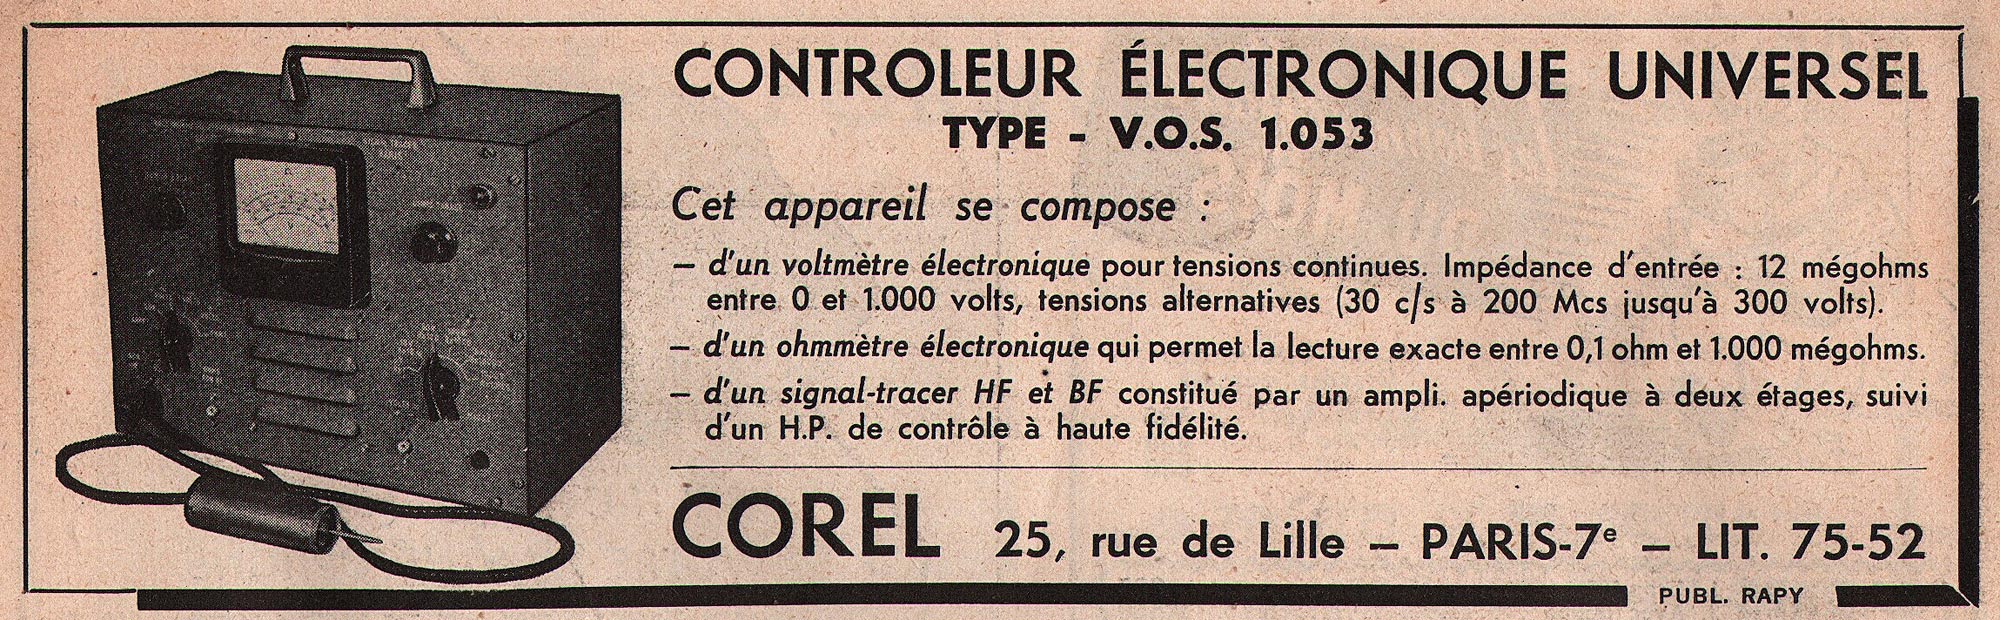 CONTROLEUR ÉLECTRONIQUE UNIVERSEL
TYPE - V.O.S. 1.053
Cet appareil se compose :
– d'un voltmètre électronique pour tensions continues. Impédance d'entrée : 12 mégohms
entre 0 et 1.000 volts, tensions alternatives (30 c/s à 200 Mcs jusqu'à 300 volts).
– d'un ohmmètre électronique qui permet la lecture exacte entre 0,1 ohm et 1.000 mégohms.
– d'un signal-tracer HF et BF constitué par un ampli. apériodique à deux étages, suivi
d'un H.P. de contrôle à haute fidélité.
COREL 25, rue de Lille – PARIS-7e – LIT. 75-52
PUBL. RAPY